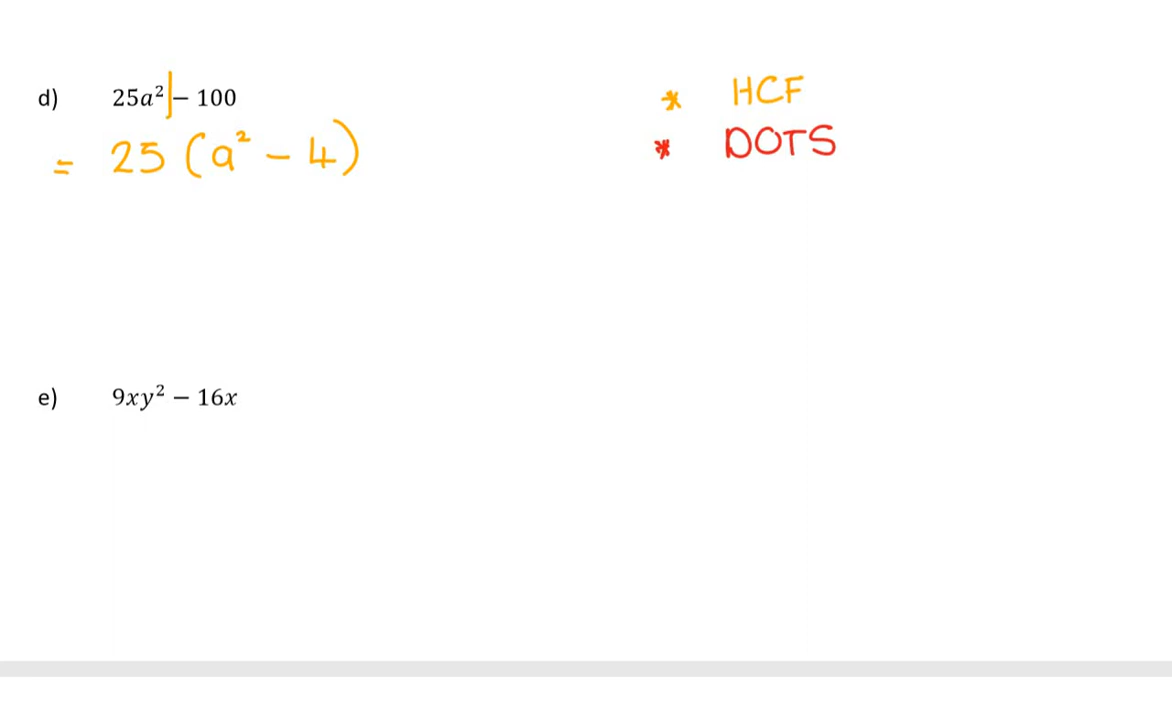 d) 25a² – 100
= 25 (a² – 4)
* HCF
* DOTS
e) 9xy² – 16x